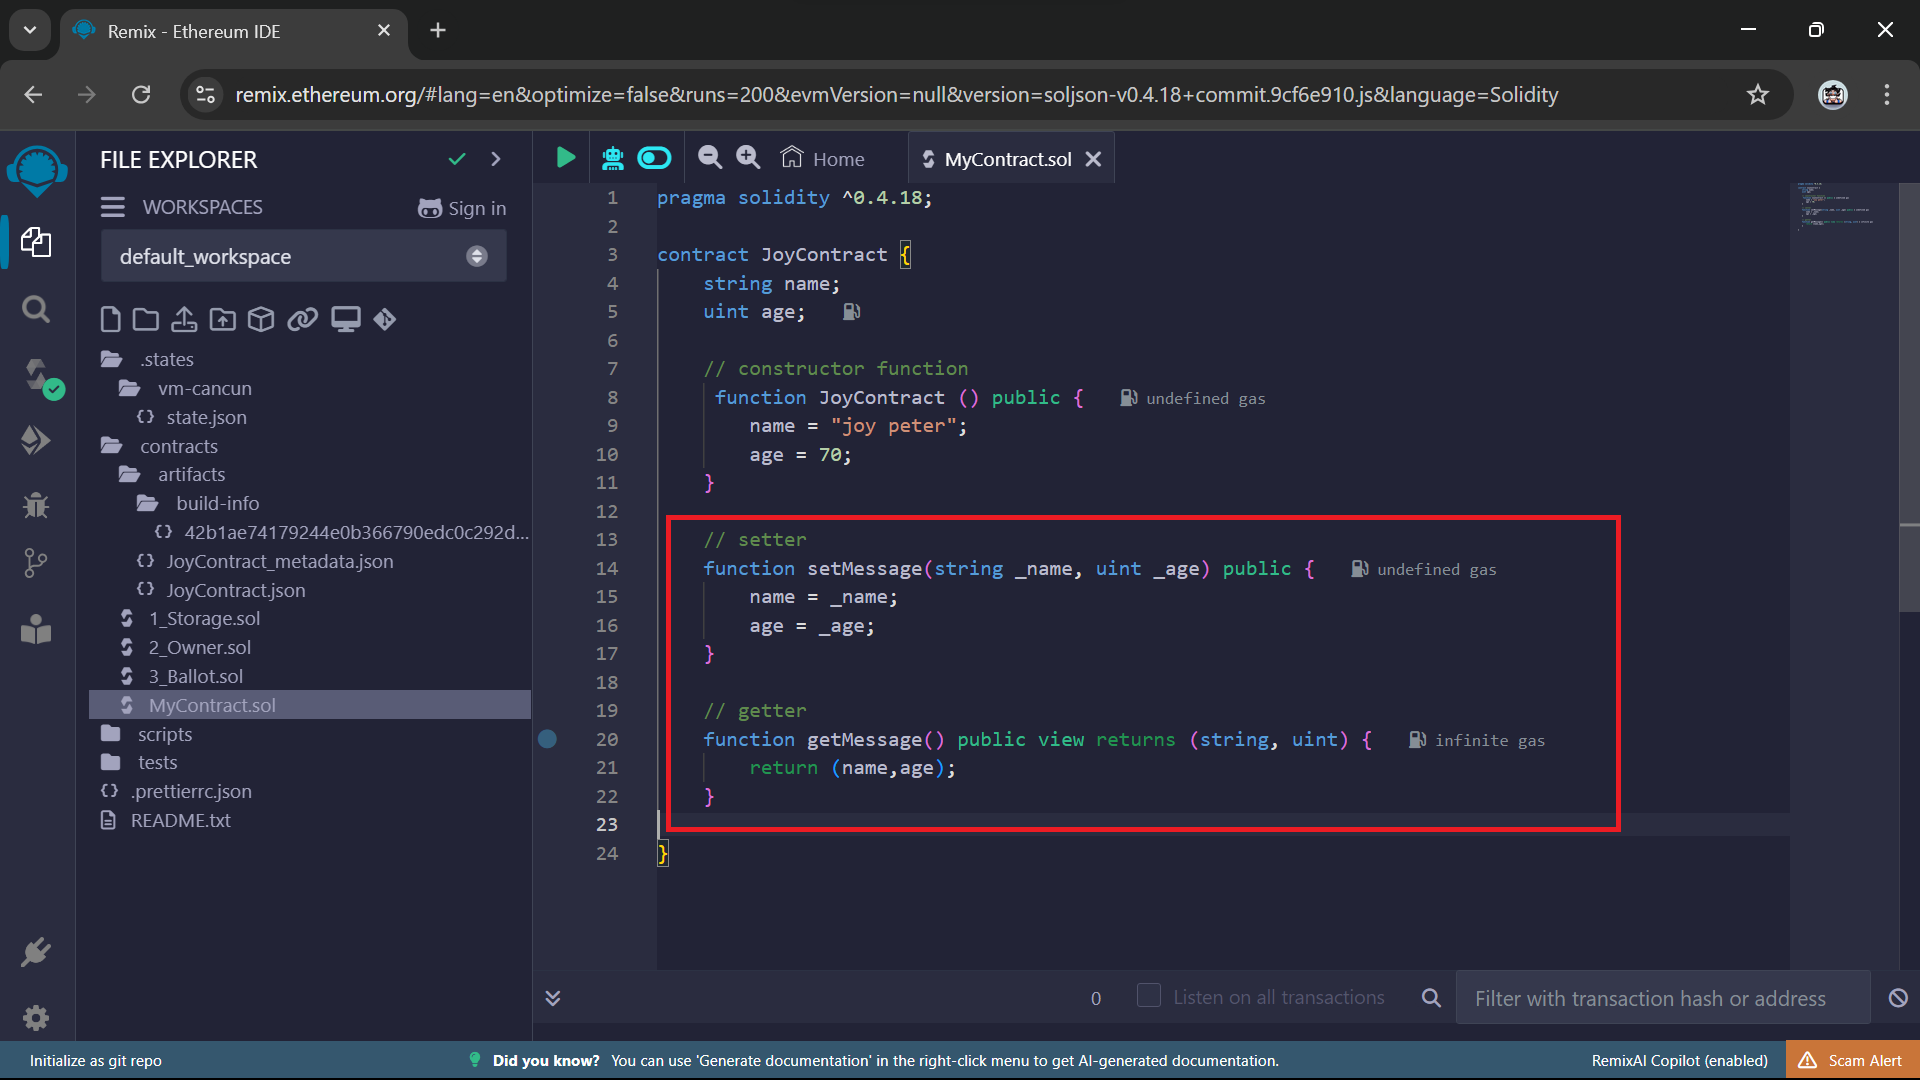 Remix - Ethereum IDE
remix.ethereum.org/#lang=en&optimize=false&runs=200&evmVersion=null&version=soljson-v0.4.18+commit.9cf6e910.js&language=Solidity
FILE EXPLORER
WORKSPACES
Sign in
default_workspace
.states
vm-cancun
state.json
contracts
artifacts
build-info
42b1ae74179244e0b366790edc0c292d...
JoyContract_metadata.json
JoyContract.json
1_Storage.sol
2_Owner.sol
3_Ballot.sol
MyContract.sol
scripts
tests
.prettierrc.json
README.txt
Home
MyContract.sol
1 pragma solidity ^0.4.18;
2
3 contract JoyContract {
4 string name;
5 uint age;
6
7 // constructor function
8 function JoyContract () public { undefined gas
9 name = "joy peter";
10 age = 70;
11 }
12
13 // setter
14 function setMessage(string _name, uint _age) public { undefined gas
15 name = _name;
16 age = _age;
17 }
18
19 // getter
20 function getMessage() public view returns (string, uint) { infinite gas
21 return (name,age);
22 }
23
24 }
0
Listen on all transactions
Filter with transaction hash or address
Initialize as git repo
Did you know? You can use 'Generate documentation' in the right-click menu to get AI-generated documentation.
RemixAI Copilot (enabled)
Scam Alert